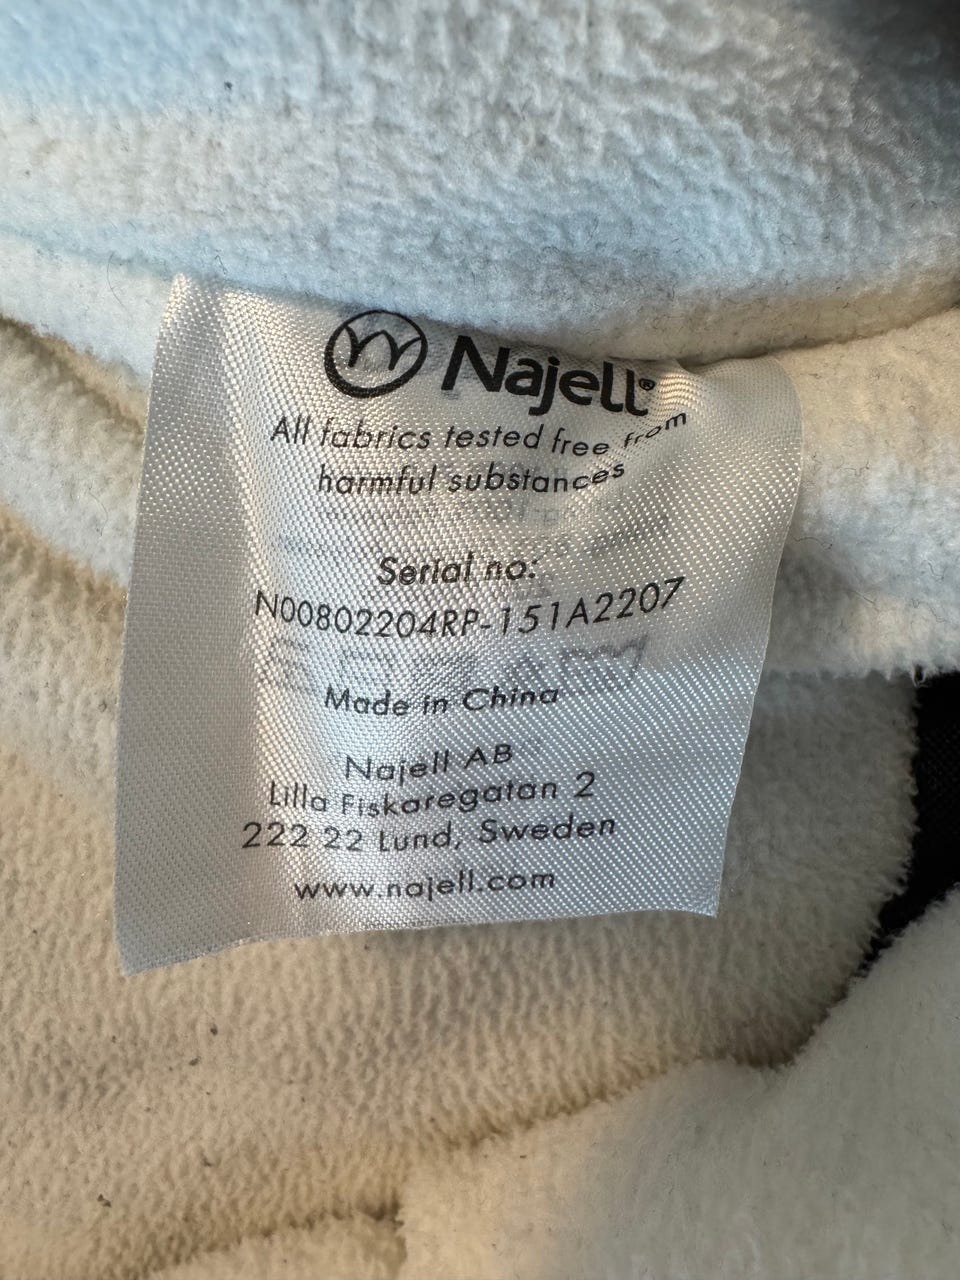 Najell®
All fabrics tested free from
harmful substances
Serial no:
N00802204RP-151A2207
Made in China
Najell AB
Lilla Fiskaregatan 2
222 22 Lund, Sweden
www.najell.com